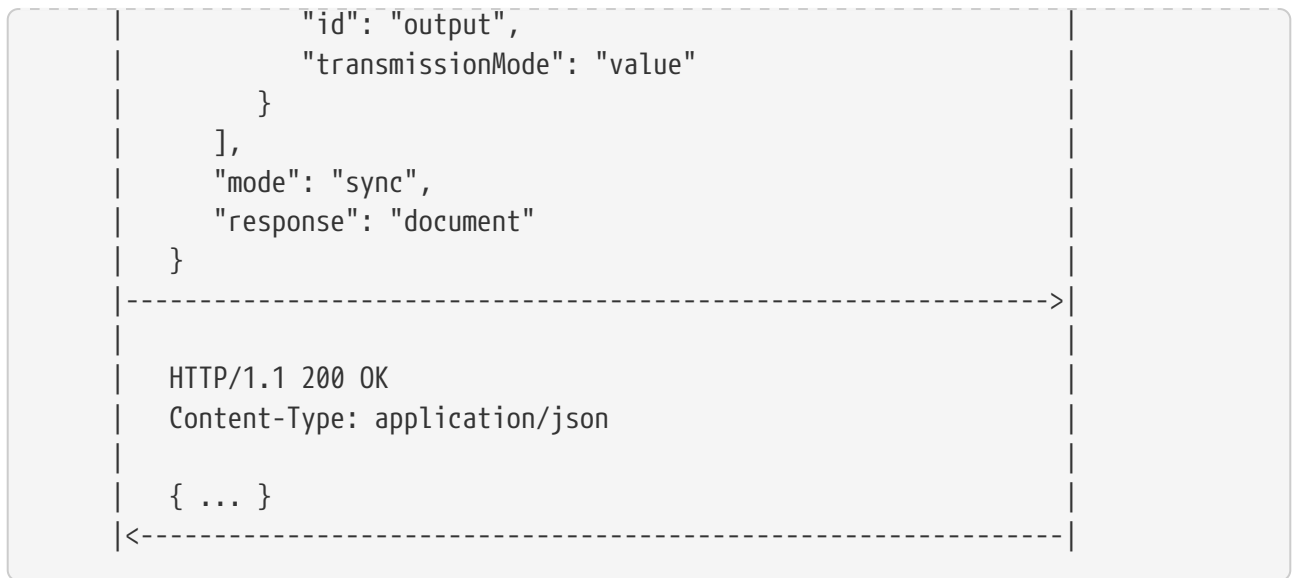 |            "id": "output",                                    |
|            "transmissionMode": "value"                        |
|         }                                                     |
|      ],                                                       |
|      "mode": "sync",                                          |
|      "response": "document"                                   |
|   }                                                           |
|--------------------------------------------------------------->|
|                                                               |
|   HTTP/1.1 200 OK                                             |
|   Content-Type: application/json                              |
|                                                               |
|   { ... }                                                     |
|<---------------------------------------------------------------|